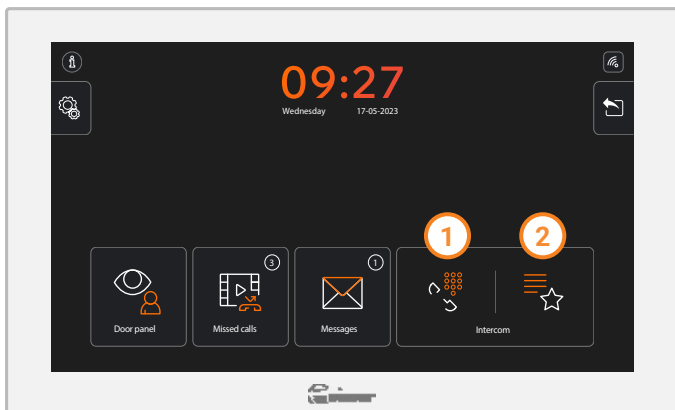 09:27
Wednesday 17-05-2023
1 2
3 1
Door panel Missed calls Messages Intercom